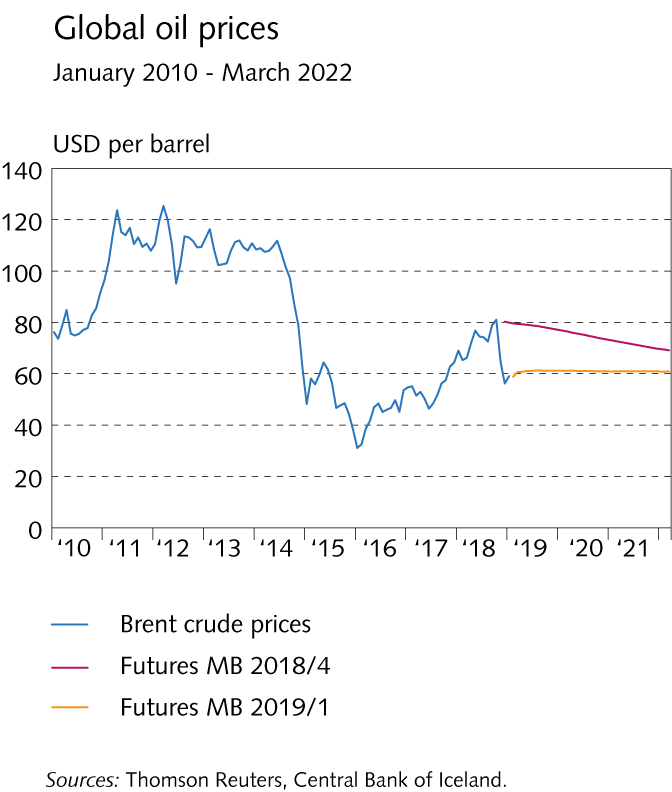 Global oil prices
January 2010 - March 2022
USD per barrel
140
120
100
80
60
40
20
0
‘10 ‘11 ‘12 ‘13 ‘14 ‘15 ‘16 ‘17 ‘18 ‘19 ‘20 ‘21
Brent crude prices
Futures MB 2018/4
Futures MB 2019/1
Sources: Thomson Reuters, Central Bank of Iceland.